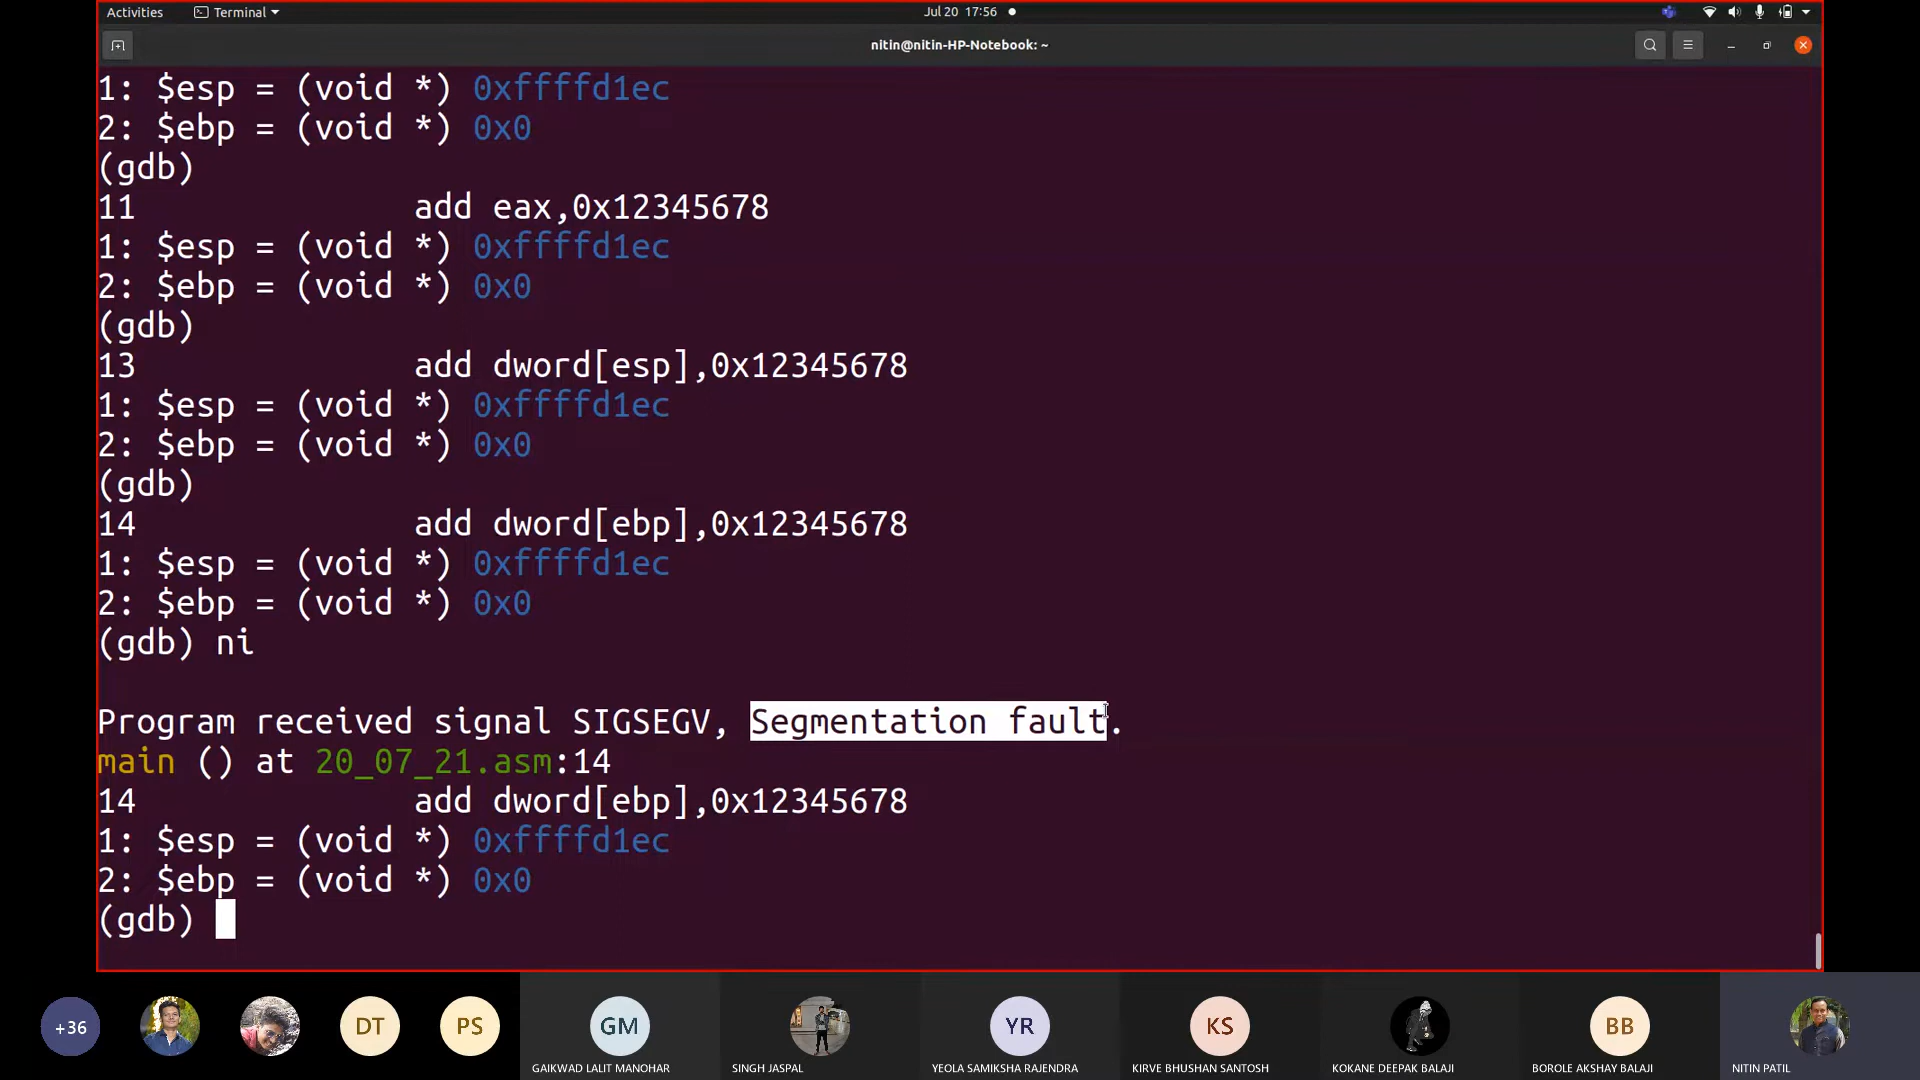 Activities Terminal Jul 20 17:56
nitin@nitin-HP-Notebook: ~
1: $esp = (void *) 0xffffd1ec
2: $ebp = (void *) 0x0
(gdb)
11 add eax,0x12345678
1: $esp = (void *) 0xffffd1ec
2: $ebp = (void *) 0x0
(gdb)
13 add dword[esp],0x12345678
1: $esp = (void *) 0xffffd1ec
2: $ebp = (void *) 0x0
(gdb)
14 add dword[ebp],0x12345678
1: $esp = (void *) 0xffffd1ec
2: $ebp = (void *) 0x0
(gdb) ni
Program received signal SIGSEGV, Segmentation fault.
main () at 20_07_21.asm:14
14 add dword[ebp],0x12345678
1: $esp = (void *) 0xffffd1ec
2: $ebp = (void *) 0x0
(gdb)
+36 DT PS GM YR KS BB
GAIKWAD LALIT MANOHAR SINGH JASPAL YEOLA SAMIKSHA RAJENDRA KIRVE BHUSHAN SANTOSH KOKANE DEEPAK BALAJI BOROLE AKSHAY BALAJI NITIN PATIL